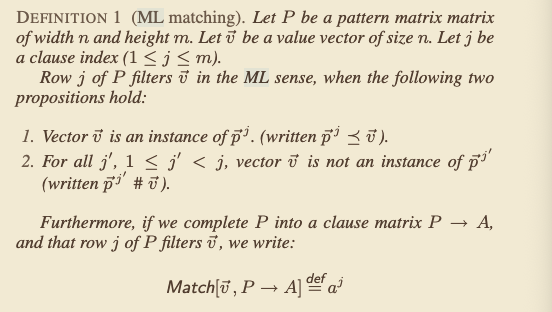 DEFINITION 1 (ML matching). Let P be a pattern matrix matrix
of width n and height m. Let v⃗ be a value vector of size n. Let j be
a clause index (1 ≤ j ≤ m).
Row j of P filters v⃗ in the ML sense, when the following two
propositions hold:
1. Vector v⃗ is an instance of p⃗ʲ. (written p⃗ʲ ⪯ v⃗).
2. For all j′, 1 ≤ j′ < j, vector v⃗ is not an instance of p⃗ʲ′
(written p⃗ʲ′ # v⃗).
Furthermore, if we complete P into a clause matrix P → A,
and that row j of P filters v⃗, we write:
Match[v⃗, P → A] ≝ aʲ